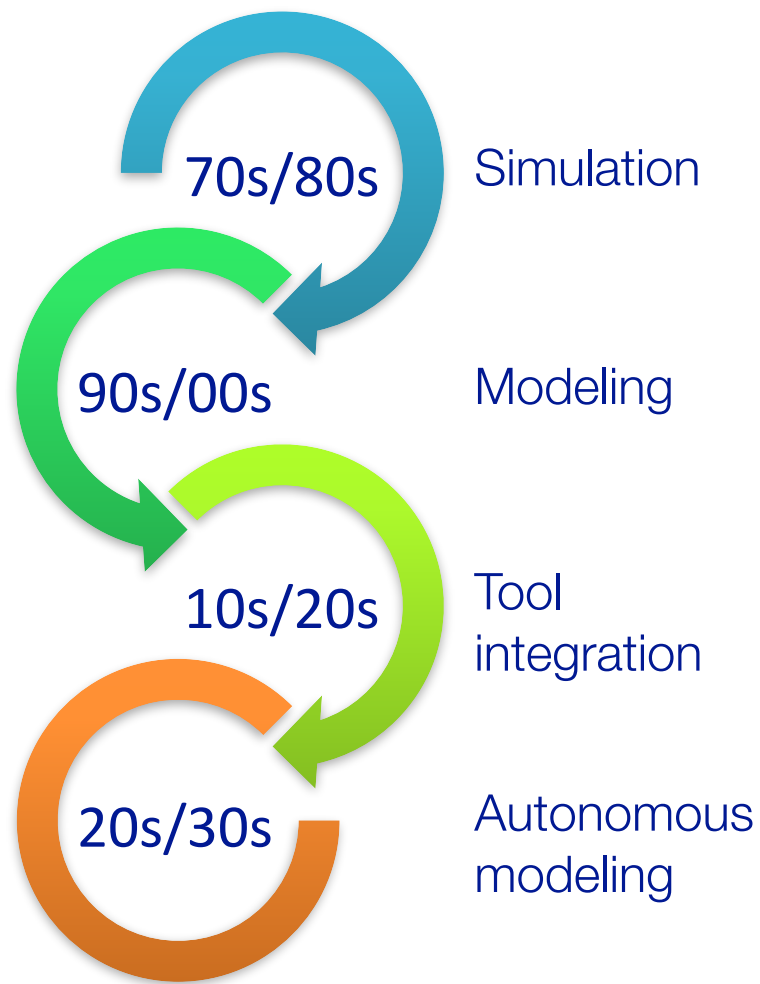 70s/80s
Simulation
90s/00s
Modeling
10s/20s
Tool
integration
20s/30s
Autonomous
modeling